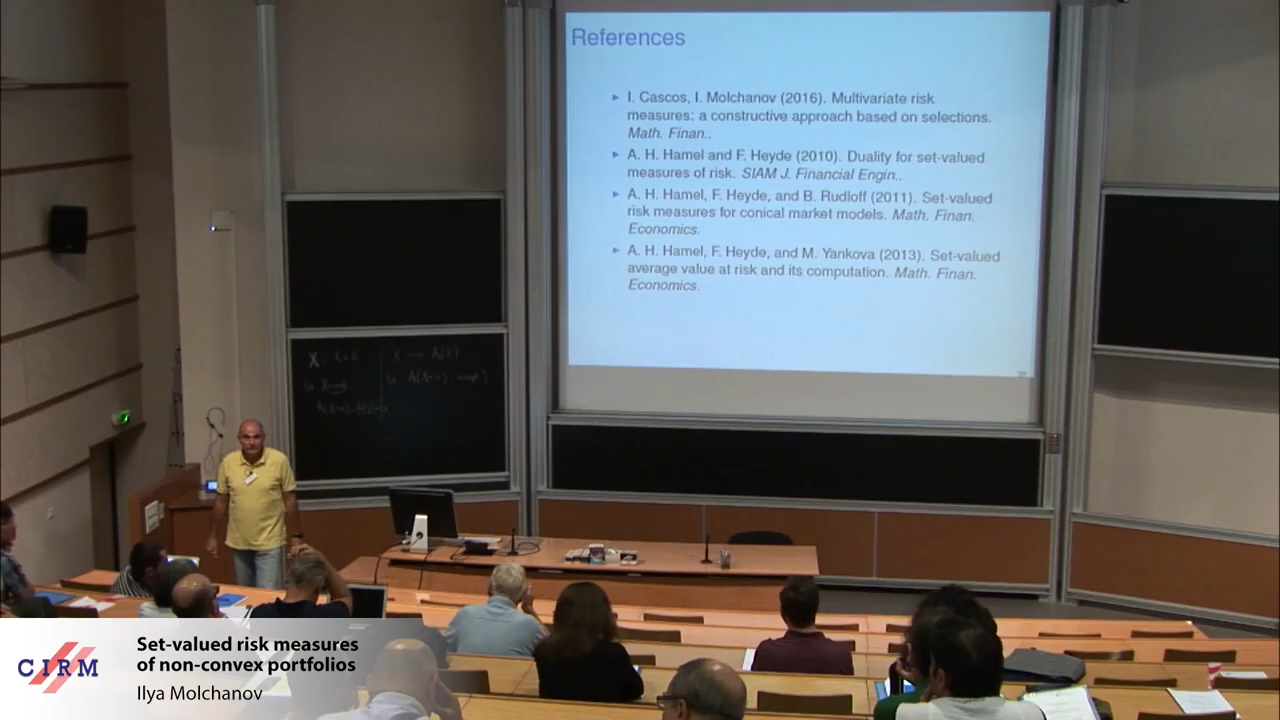 References
I. Cascos, I. Molchanov (2016). Multivariate risk
measures: a constructive approach based on selections.
Math. Finan..
A. H. Hamel and F. Heyde (2010). Duality for set-valued
measures of risk. SIAM J. Financial Engin..
A. H. Hamel, F. Heyde, and B. Rudloff (2011). Set-valued
risk measures for conical market models. Math. Finan.
Economics.
A. H. Hamel, F. Heyde, and M. Yankova (2013). Set-valued
average value at risk and its computation. Math. Finan.
Economics.
CIRM
Set-valued risk measures
of non-convex portfolios
Ilya Molchanov